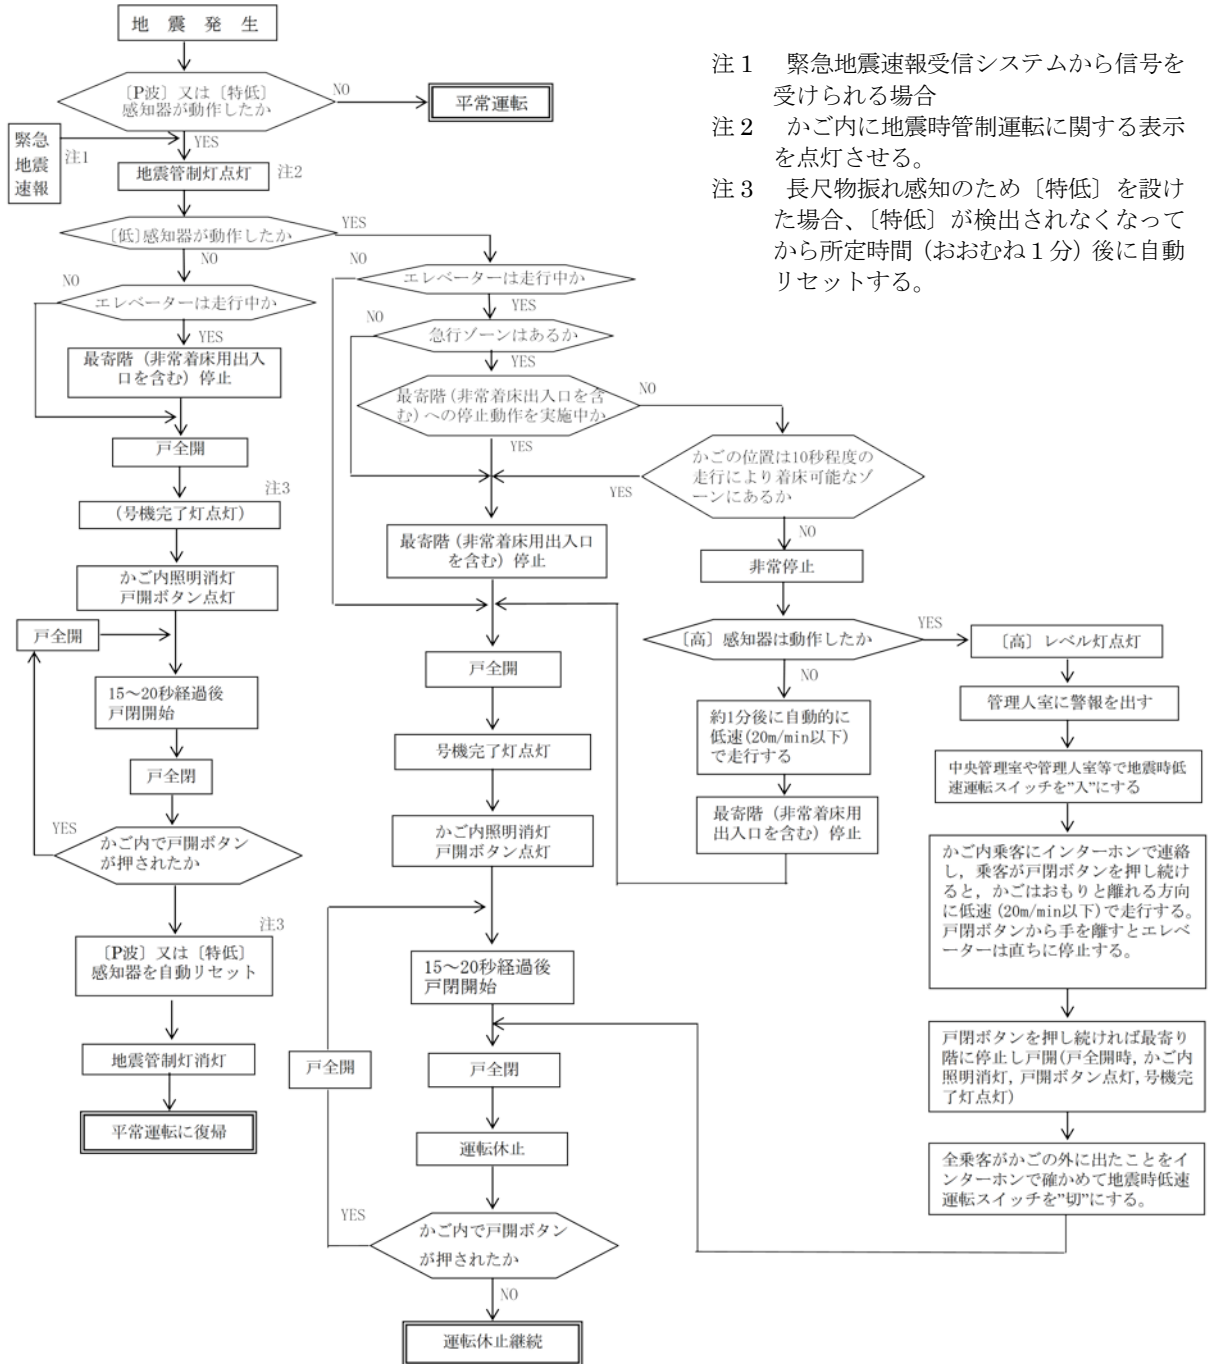 地 震 発 生
〔P波〕又は〔特低〕
感知器が動作したか
NO
平常運転
YES
緊急
地震
速報
注1
地震管制灯点灯
注2
〔低〕感知器が動作したか
YES
NO
NO
エレベーターは走行中か
YES
最寄階（非常着床用出入
口を含む）停止
戸全開
注3
(号機完了灯点灯)
かご内照明消灯
戸開ボタン点灯
戸全開
15～20秒経過後
戸閉開始
戸全閉
YES
かご内で戸開ボタン
が押されたか
注3
〔P波〕又は〔特低〕
感知器を自動リセット
地震管制灯消灯
平常運転に復帰
NO
エレベーターは走行中か
YES
NO
急行ゾーンはあるか
YES
最寄階(非常着床出入口を含
む)への停止動作を実施中か
NO
YES
かごの位置は10秒程度の
走行により着床可能なゾ
ーンにあるか
YES
NO
最寄階(非常着床用出入口
を含む）停止
非常停止
〔高〕感知器は動作したか
YES
NO
戸全開
号機完了灯点灯
かご内照明消灯
戸開ボタン点灯
15～20秒経過後
戸閉開始
戸全開
戸全閉
運転休止
YES
かご内で戸開ボタン
が押されたか
NO
運転休止継続
約1分後に自動的に
低速(20m/min以下)
で走行する
最寄階（非常着床用
出入口を含む）停止
〔高〕レベル灯点灯
管理人室に警報を出す
中央管理室や管理人室等で地震時低
速運転スイッチを”入”にする
かご内乗客にインターホンで連絡
し，乗客が戸閉ボタンを押し続け
ると，かごはおもりと離れる方向
に低速(20m/min以下)で走行する。
戸閉ボタンから手を離すとエレベ
ーターは直ちに停止する。
戸閉ボタンを押し続ければ最寄り
階に停止し戸開(戸全開時，かご内
照明消灯，戸開ボタン点灯，号機完
了灯点灯)
全乗客がかごの外に出たことをイ
ンターホンで確かめて地震時低速
運転スイッチを”切”にする。
注1　緊急地震速報受信システムから信号を
受けられる場合
注2　かご内に地震時管制運転に関する表示
を点灯させる。
注3　長尺物振れ感知のため〔特低〕を設け
た場合、〔特低〕が検出されなくなって
から所定時間（おおむね1分）後に自動
リセットする。